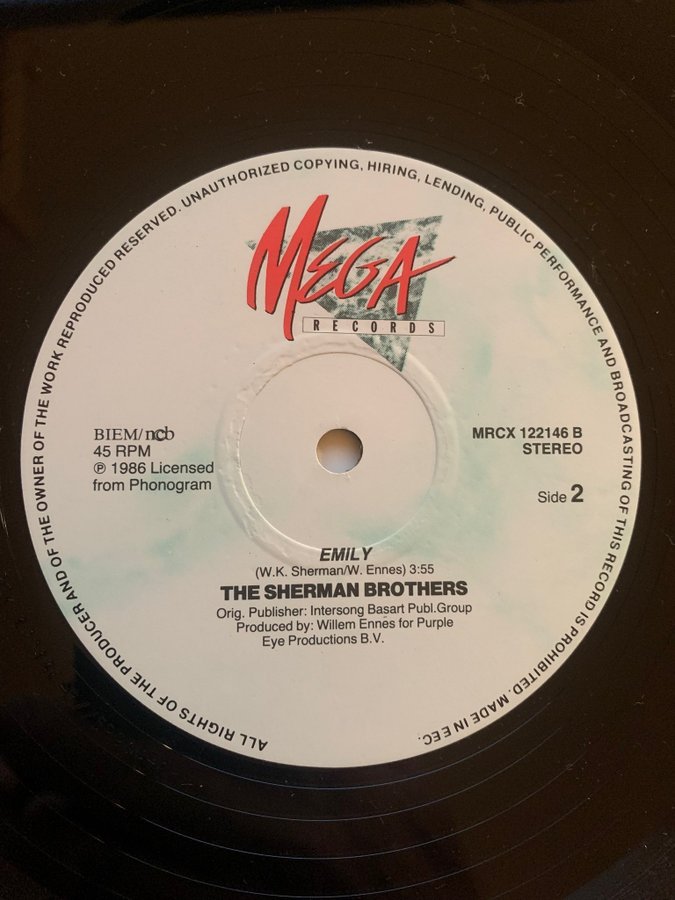 ALL RIGHTS OF THE PRODUCER AND OF THE OWNER OF THE WORK REPRODUCED RESERVED. UNAUTHORIZED COPYING, HIRING, LENDING, PUBLIC PERFORMANCE AND BROADCASTING OF THIS RECORD IS PROHIBITED. MADE IN EEC.
MEGA
RECORDS
BIEM/ncb
45 RPM
℗ 1986 Licensed
from Phonogram
MRCX 122146 B
STEREO
Side 2
EMILY
(W.K. Sherman/W. Ennes) 3:55
THE SHERMAN BROTHERS
Orig. Publisher: Intersong Basart Publ.Group
Produced by: Willem Ennes for Purple
Eye Productions B.V.